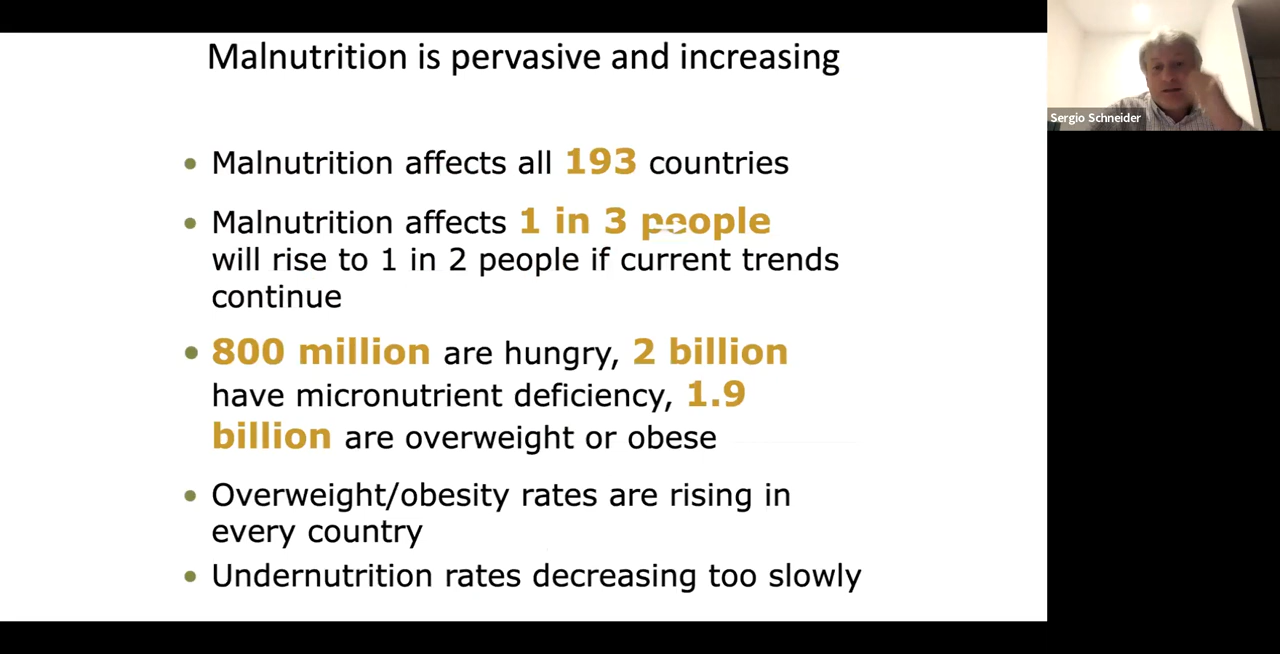 Malnutrition is pervasive and increasing
Sergio Schneider
• Malnutrition affects all 193 countries
• Malnutrition affects 1 in 3 people
will rise to 1 in 2 people if current trends
continue
• 800 million are hungry, 2 billion
have micronutrient deficiency, 1.9
billion are overweight or obese
• Overweight/obesity rates are rising in
every country
• Undernutrition rates decreasing too slowly